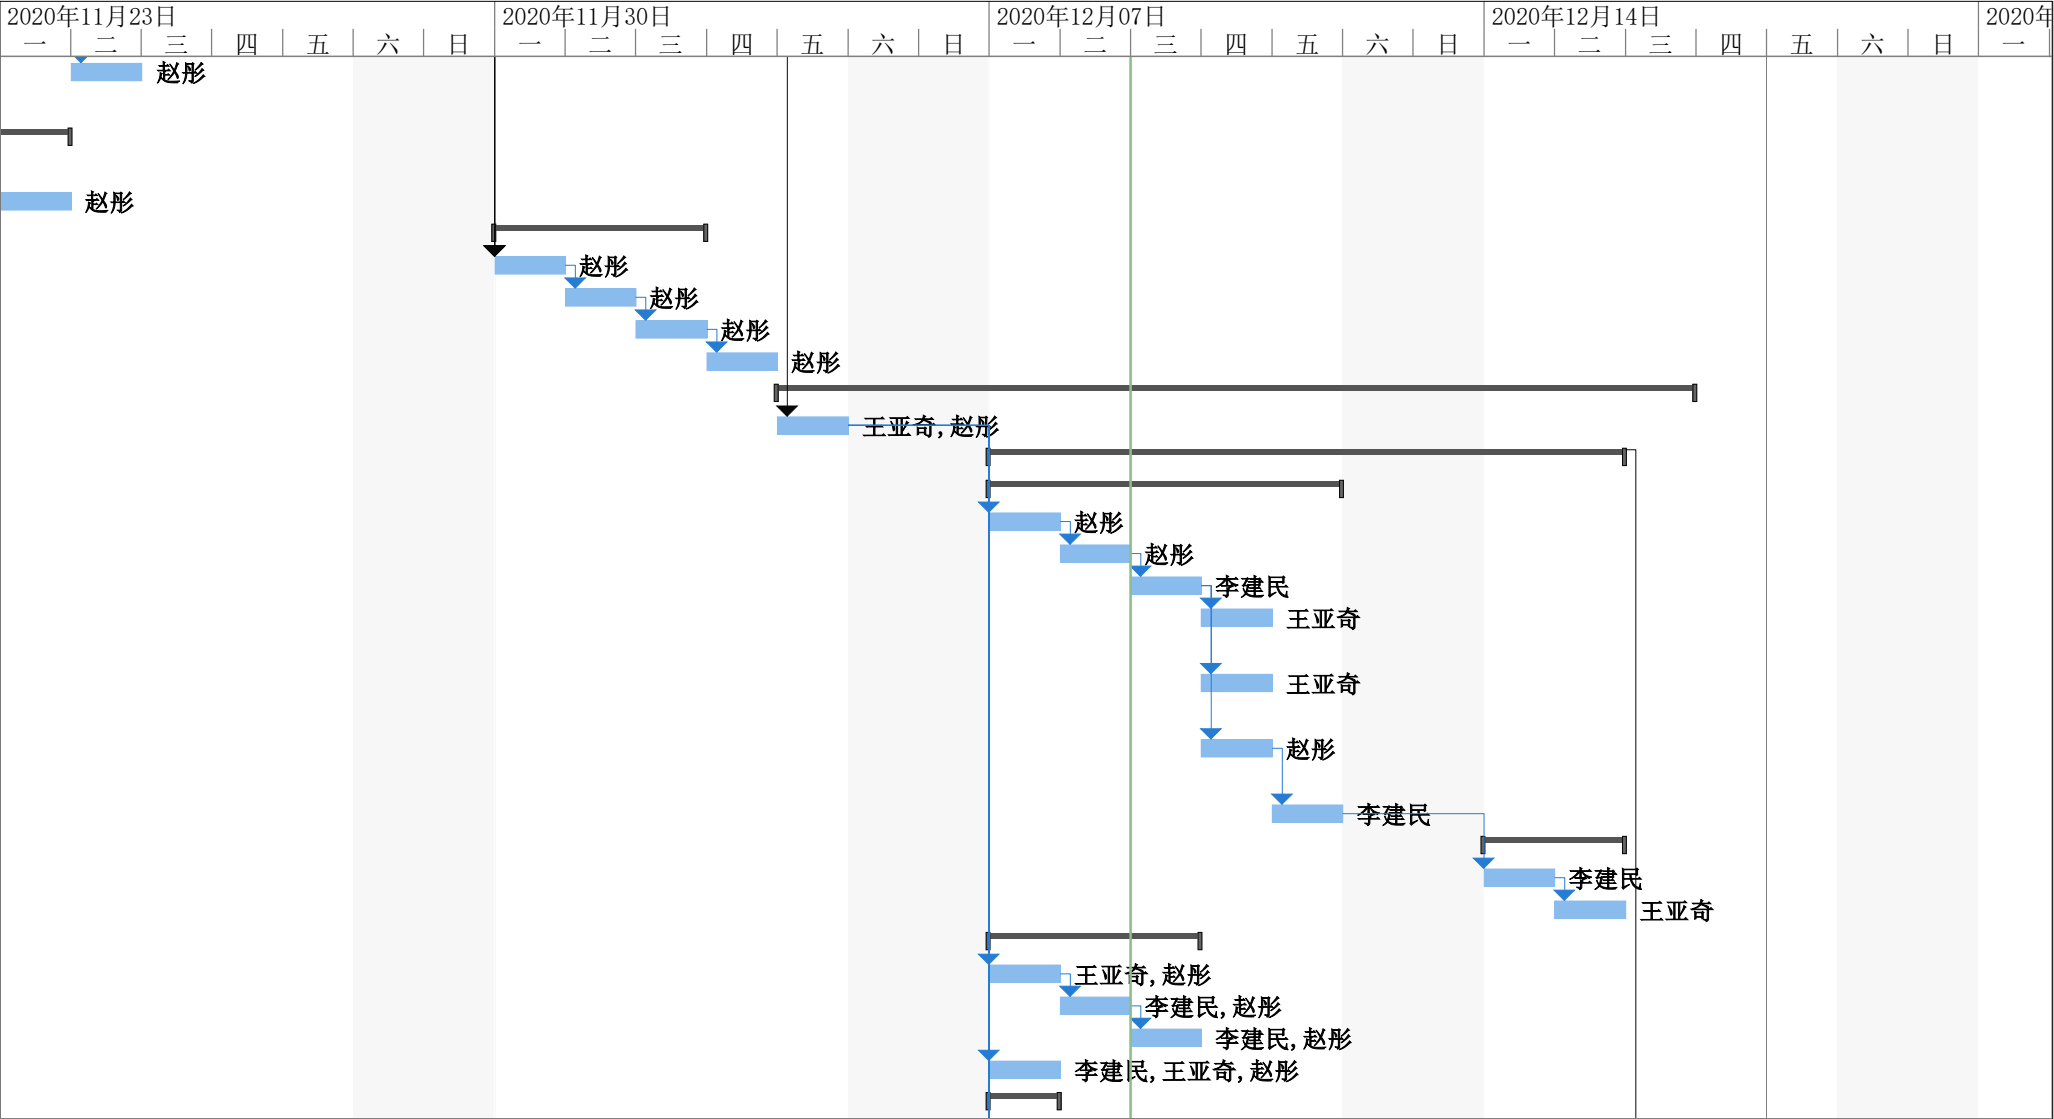 2020年11月23日 2020年11月30日 2020年12月07日 2020年12月14日 2020年
一 二 三 四 五 六 日 一 二 三 四 五 六 日 一 二 三 四 五 六 日 一 二 三 四 五 六 日 一
赵彤
赵彤
赵彤
赵彤
赵彤
赵彤
王亚奇,赵彤
赵彤
赵彤
李建民
王亚奇
王亚奇
赵彤
李建民
李建民
王亚奇
王亚奇,赵彤
李建民,赵彤
李建民,赵彤
李建民,王亚奇,赵彤